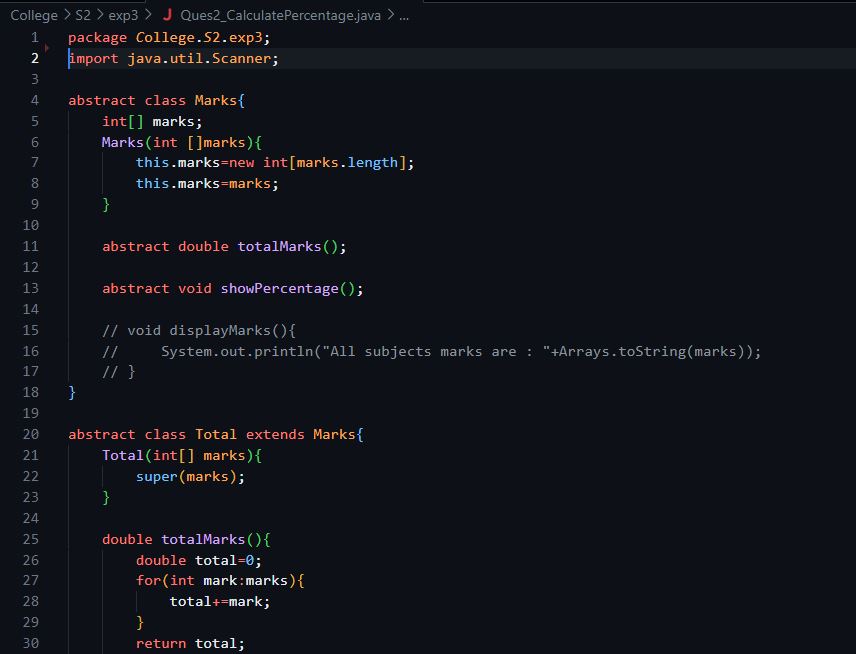 College > S2 > exp3 > J Ques2_CalculatePercentage.java > ...
1 package College.S2.exp3;
2 import java.util.Scanner;
3
4 abstract class Marks{
5     int[] marks;
6     Marks(int []marks){
7         this.marks=new int[marks.length];
8         this.marks=marks;
9     }
10
11     abstract double totalMarks();
12
13     abstract void showPercentage();
14
15     // void displayMarks(){
16     //     System.out.println("All subjects marks are : "+Arrays.toString(marks));
17     // }
18 }
19
20 abstract class Total extends Marks{
21     Total(int[] marks){
22         super(marks);
23     }
24
25     double totalMarks(){
26         double total=0;
27         for(int mark:marks){
28             total+=mark;
29         }
30         return total;